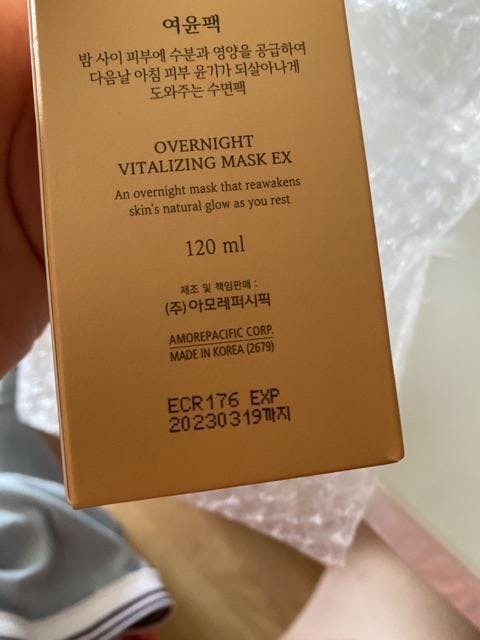 여윤팩
밤 사이 피부에 수분과 영양을 공급하여
다음날 아침 피부 윤기가 되살아나게
도와주는 수면팩
OVERNIGHT
VITALIZING MASK EX
An overnight mask that reawakens
skin's natural glow as you rest
120 ml
제조 및 책임판매 :
(주)아모레퍼시픽
AMOREPACIFIC CORP.
MADE IN KOREA (2679)
ECR176 EXP
20230319까지